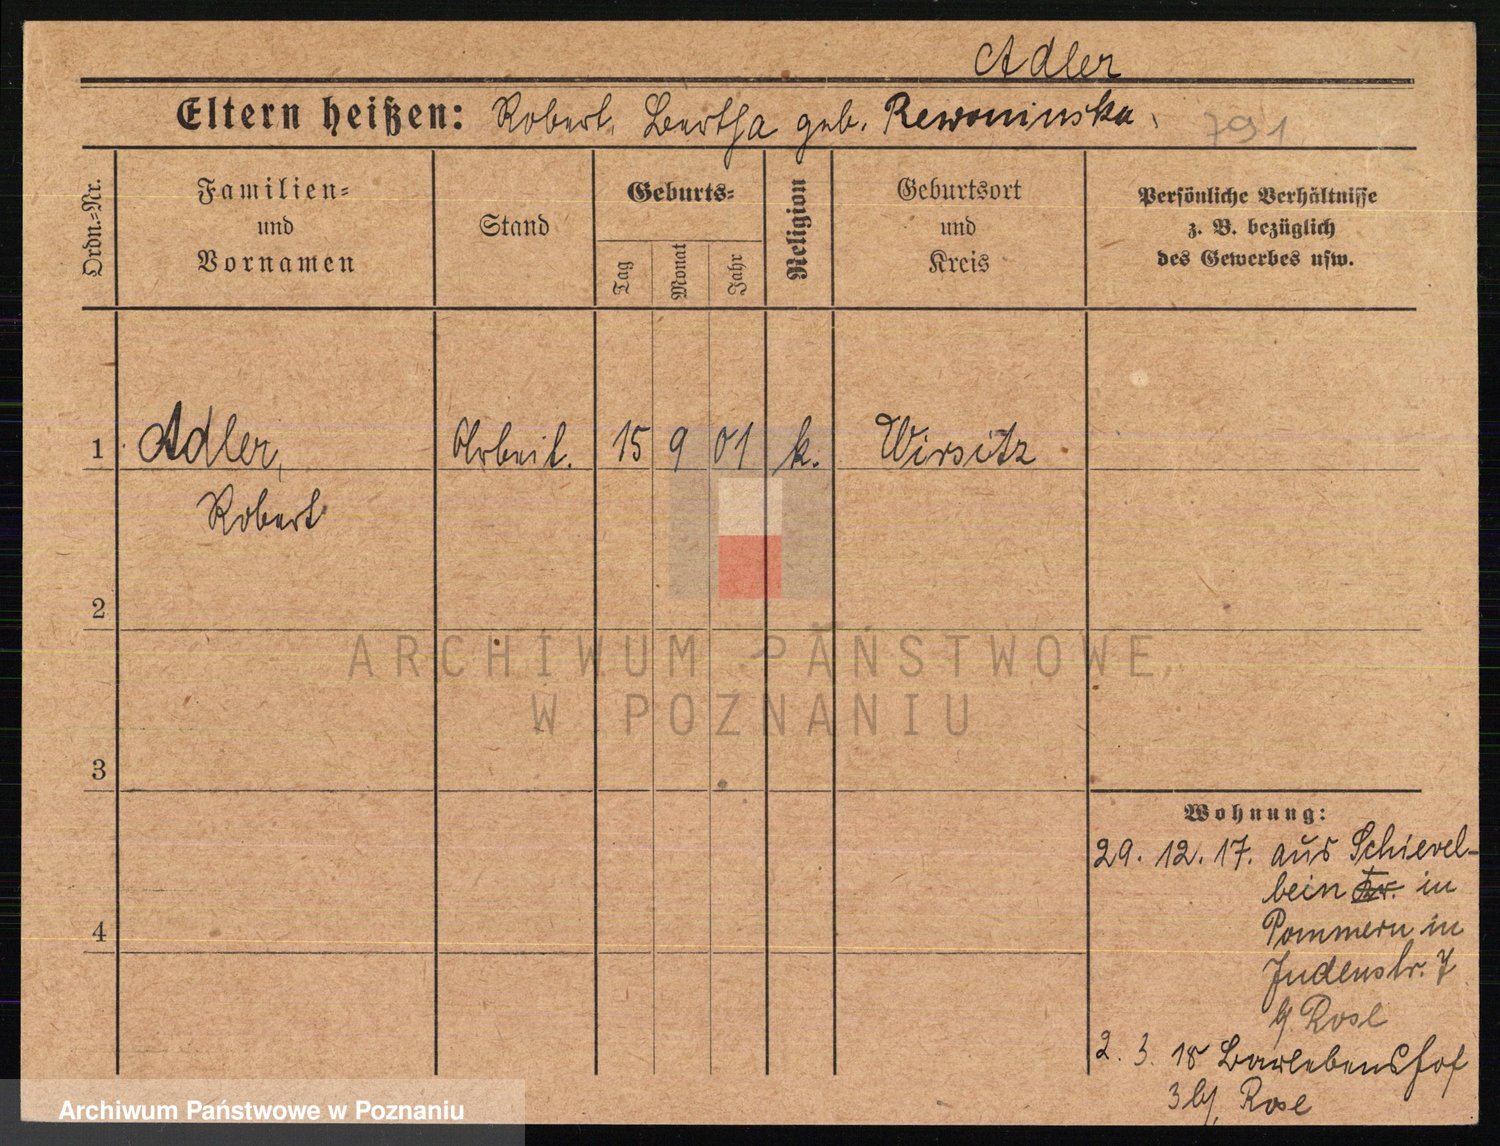 Adler
Eltern heißen: Robert, Bertha geb. Rewoninska.
791
Ordn=Nr.
Familien=
und
Vornamen
Stand
Geburts=
Tag
Monat
Jahr
Religion
Geburtsort
und
Kreis
Persönliche Verhältnisse
z. B. bezüglich
des Gewerbes usw.
1 Adler, Arbeit. 15 9 01 k. Wirsitz
Robert
2
3
4
ARCHIWUM PAŃSTWOWE
W POZNANIU
Wohnung:
29. 12. 17. aus Schievel-
bein in
Pommern in
Judenstr. 7
b/ Rose
2. 3. 18 Barlebenshof
3 b/ Rose
Archiwum Państwowe w Poznaniu